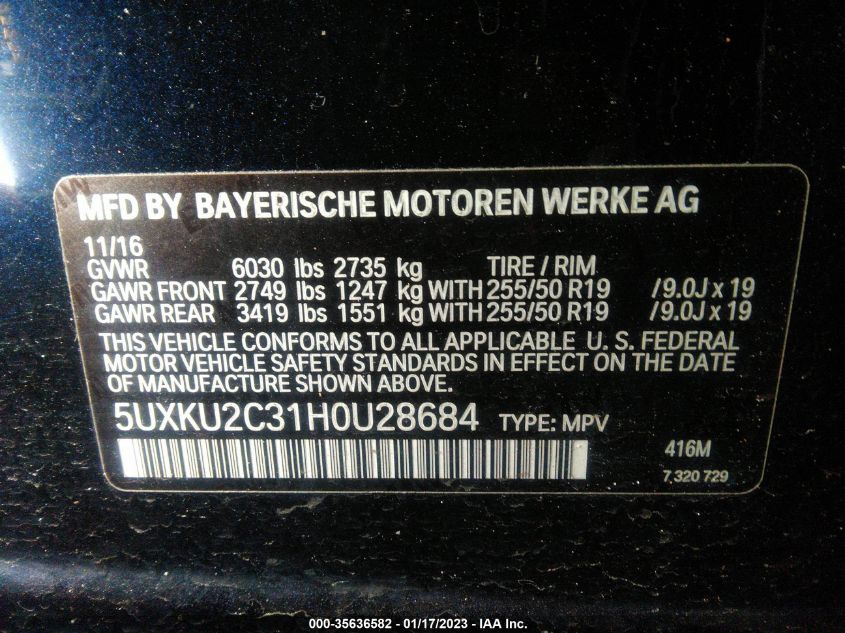 MFD BY BAYERISCHE MOTOREN WERKE AG
11/16
GVWR 6030 lbs 2735 kg TIRE / RIM
GAWR FRONT 2749 lbs 1247 kg WITH 255/50 R19 /9.0J x 19
GAWR REAR 3419 lbs 1551 kg WITH 255/50 R19 /9.0J x 19
THIS VEHICLE CONFORMS TO ALL APPLICABLE U. S. FEDERAL
MOTOR VEHICLE SAFETY STANDARDS IN EFFECT ON THE DATE
OF MANUFACTURE SHOWN ABOVE.
5UXKU2C31H0U28684 TYPE: MPV
416M
7 320 729
000-35636582 - 01/17/2023 - IAA Inc.